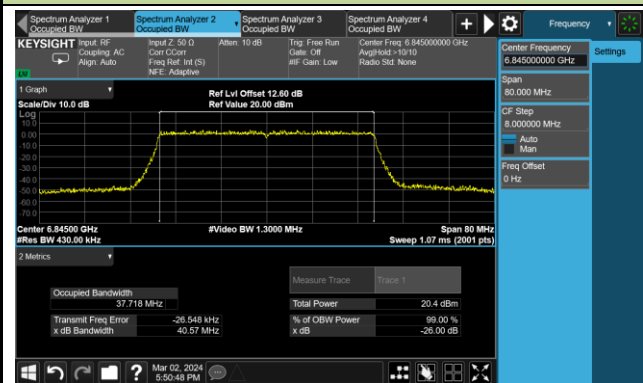 Spectrum Analyzer 1
Occupied BW
Spectrum Analyzer 2
Occupied BW
Spectrum Analyzer 3
Occupied BW
Spectrum Analyzer 4
Occupied BW
Frequency
KEYSIGHT
Input: RF
Coupling: AC
Align: Auto
Input Z: 50 Ω
Corr CCorr
Freq Ref: Int (S)
NFE: Adaptive
Atten: 10 dB
Trig: Free Run
Gate: Off
#IF Gain: Low
Center Freq: 6.845000000 GHz
Avg|Hold:>10/10
Radio Std: None
Center Frequency
6.845000000 GHz
Settings
Span
80.000 MHz
CF Step
8.000000 MHz
Auto
Man
Freq Offset
0 Hz
1 Graph
Scale/Div 10.0 dB
Ref Lvl Offset 12.60 dB
Ref Value 20.00 dBm
Log
10.0
0.00
-10.0
-20.0
-30.0
-40.0
-50.0
-60.0
-70.0
Center 6.84500 GHz
#Res BW 430.00 kHz
#Video BW 1.3000 MHz
Span 80 MHz
Sweep 1.07 ms (2001 pts)
2 Metrics
Measure Trace
Trace 1
Occupied Bandwidth
37.718 MHz
Total Power
20.4 dBm
Transmit Freq Error
-26.548 kHz
% of OBW Power
99.00 %
x dB Bandwidth
40.57 MHz
x dB
-26.00 dB
Mar 02, 2024
5:50:48 PM